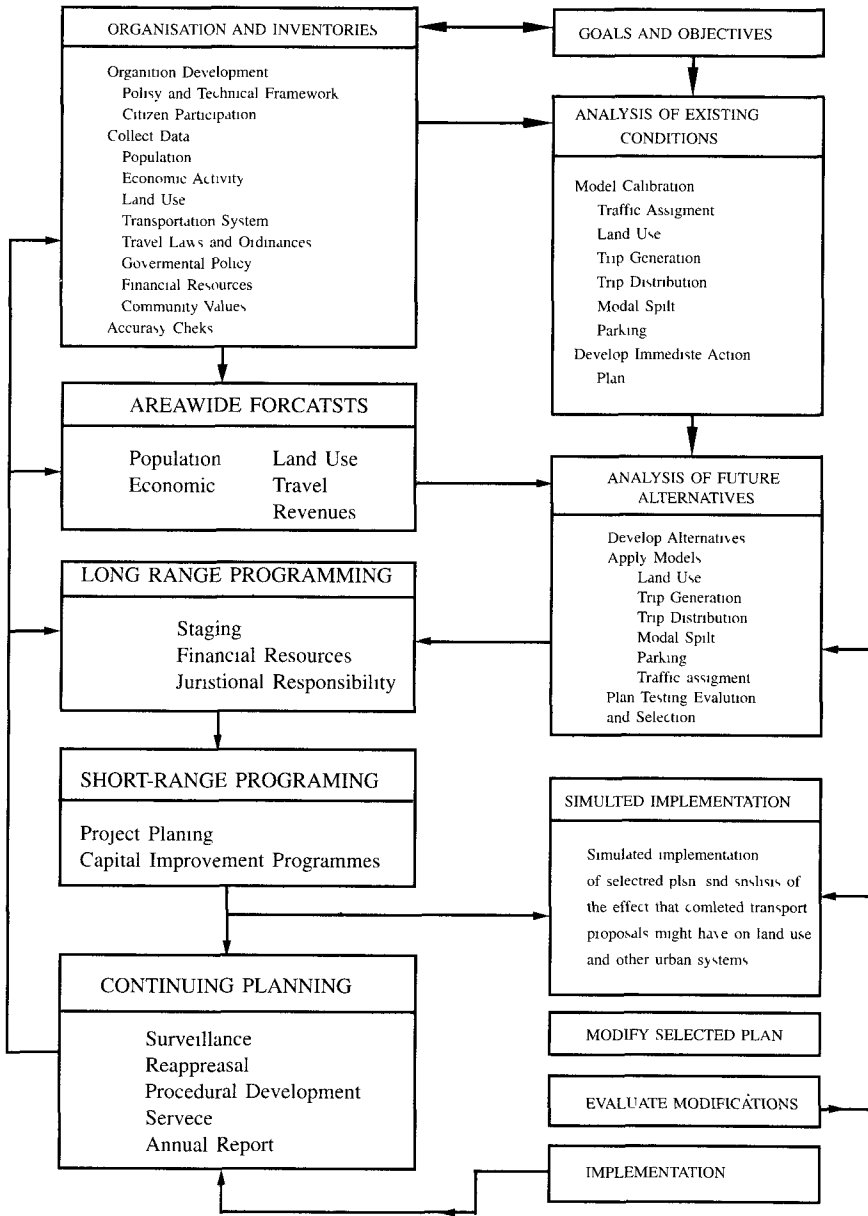 ORGANISATION AND INVENTORIES
Organition Development
Polisy and Technical Framework
Citizen Participation
Collect Data
Population
Economic Activity
Land Use
Transportation System
Travel Laws and Ordinances
Govermental Policy
Financial Resources
Community Values
Accurasy Cheks
GOALS AND OBJECTIVES
ANALYSIS OF EXISTING
CONDITIONS
Model Calibration
Traffic Assigment
Land Use
Trip Generation
Trip Distribution
Modal Spilt
Parking
Develop Immediste Action
Plan
AREAWIDE FORCATSTS
Population Land Use
Economic Travel
Revenues
ANALYSIS OF FUTURE
ALTERNATIVES
Develop Alternatives
Apply Models
Land Use
Trip Generation
Trip Distribution
Modal Spilt
Parking
Traffic assigment
Plan Testing Evalution
and Selection
LONG RANGE PROGRAMMING
Staging
Financial Resources
Juristional Responsibility
SHORT-RANGE PROGRAMING
Project Planing
Capital Improvement Programmes
SIMULTED IMPLEMENTATION
Simulated implementation
of selectred plsn snd snslisis of
the effect that comleted transport
proposals might have on land use
and other urban systems
CONTINUING PLANNING
Surveillance
Reappreasal
Procedural Development
Servece
Annual Report
MODIFY SELECTED PLAN
EVALUATE MODIFICATIONS
IMPLEMENTATION